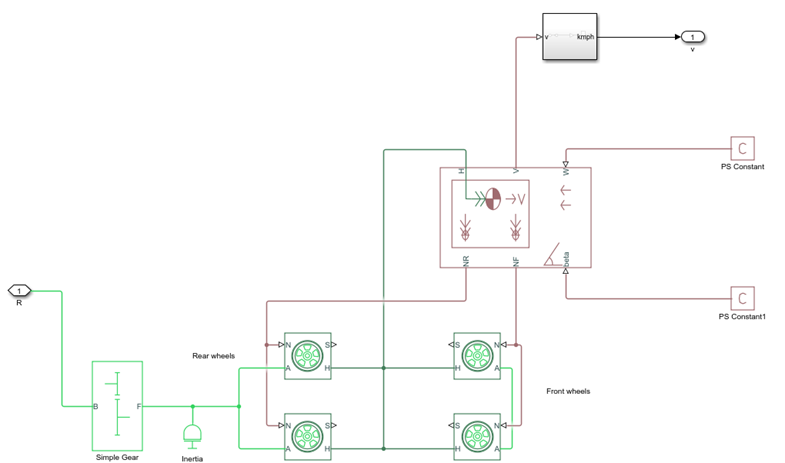 v
kmph
1
v
C
PS Constant
H
V
W
V
NR
NF
beta
C
PS Constant1
1
R
Rear wheels
N
S
A
H
S
N
H
A
Front wheels
B
F
N
S
A
H
S
N
H
A
Simple Gear
Inertia